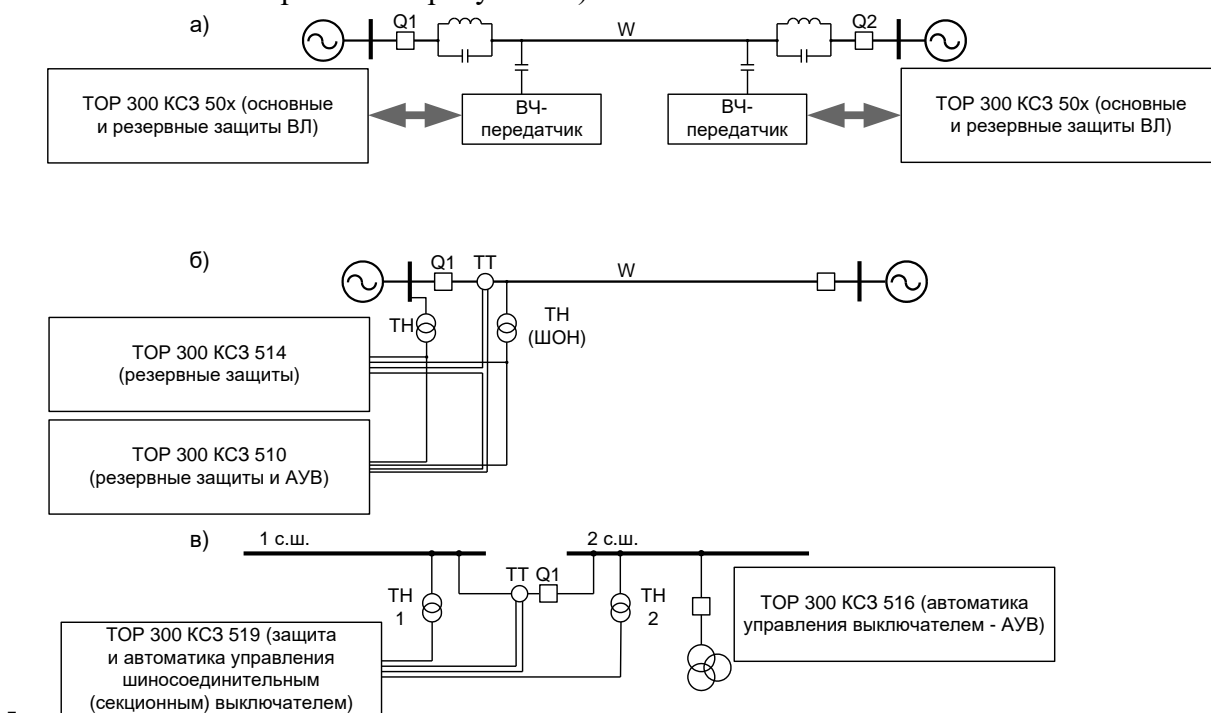 а)
Q1
W
Q2
ТОР 300 КСЗ 50х (основные
и резервные защиты ВЛ)
ВЧ-
передатчик
ВЧ-
передатчик
ТОР 300 КСЗ 50х (основные
и резервные защиты ВЛ)
б)
Q1
ТТ
W
ТН
ТН
(ШОН)
ТОР 300 КСЗ 514
(резервные защиты)
ТОР 300 КСЗ 510
(резервные защиты и АУВ)
в)
1 с.ш.
2 с.ш.
ТТ
Q1
ТН
1
ТН
2
ТОР 300 КСЗ 516 (автоматика
управления выключателем - АУВ)
ТОР 300 КСЗ 519 (защита
и автоматика управления
шиносоединительным
(секционным) выключателем)